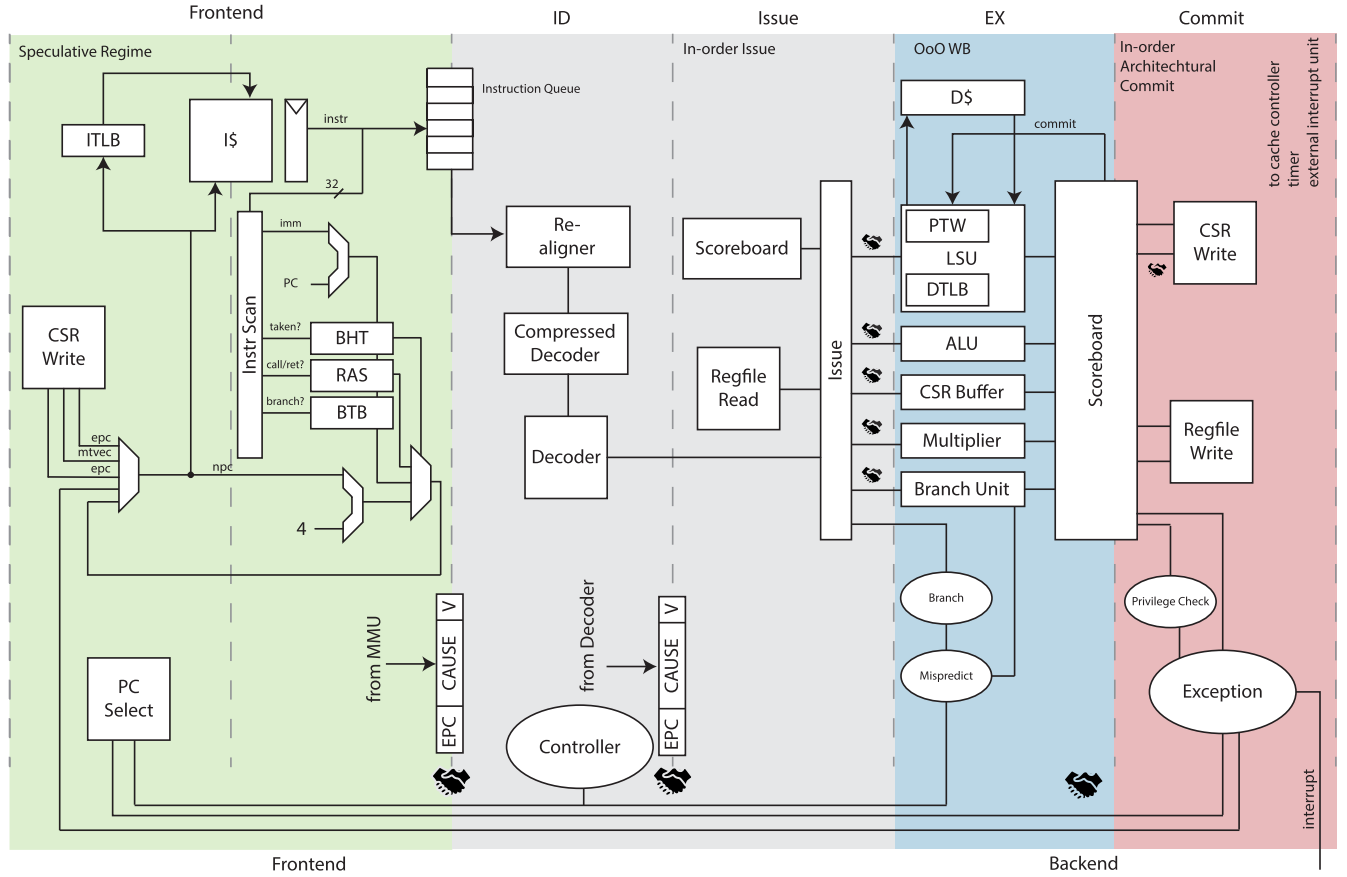 Frontend
ID
Issue
EX
Commit
Speculative Regime
In-order Issue
OoO WB
In-order
Architechtural
Commit
to cache controller
timer
external interrupt unit
Instruction Queue
ITLB
I$
instr
32
D$
commit
Instr Scan
imm
PC
taken?
BHT
call/ret?
RAS
branch?
BTB
CSR
Write
epc
mtvec
epc
npc
4
Re-
aligner
Compressed
Decoder
Decoder
Scoreboard
Regfile
Read
Issue
PTW
LSU
DTLB
ALU
CSR Buffer
Multiplier
Branch Unit
Scoreboard
CSR
Write
Regfile
Write
Branch
Mispredict
Privilege Check
Exception
from MMU
V
CAUSE
EPC
from Decoder
V
CAUSE
EPC
PC
Select
Controller
interrupt
Frontend
Backend